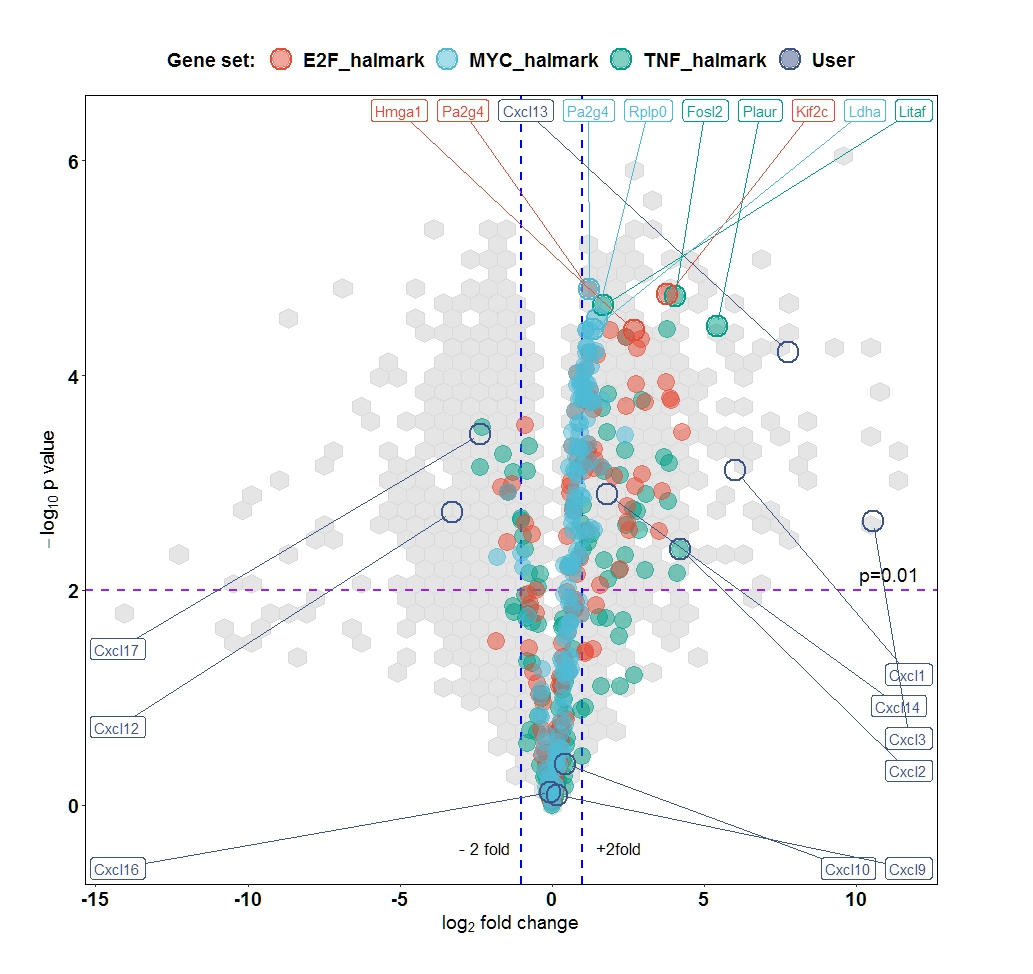 Gene set: E2F_halmark MYC_halmark TNF_halmark User
Hmga1 Pa2g4 Cxcl13 Pa2g4 Rplp0 Fosl2 Plaur Kif2c Ldha Litaf
6
4
2
0
− log10 p value
p=0.01
Cxcl17
Cxcl12
Cxcl16
Cxcl1
Cxcl14
Cxcl3
Cxcl2
- 2 fold +2fold
Cxcl10 Cxcl9
-15 -10 -5 0 5 10
log2 fold change